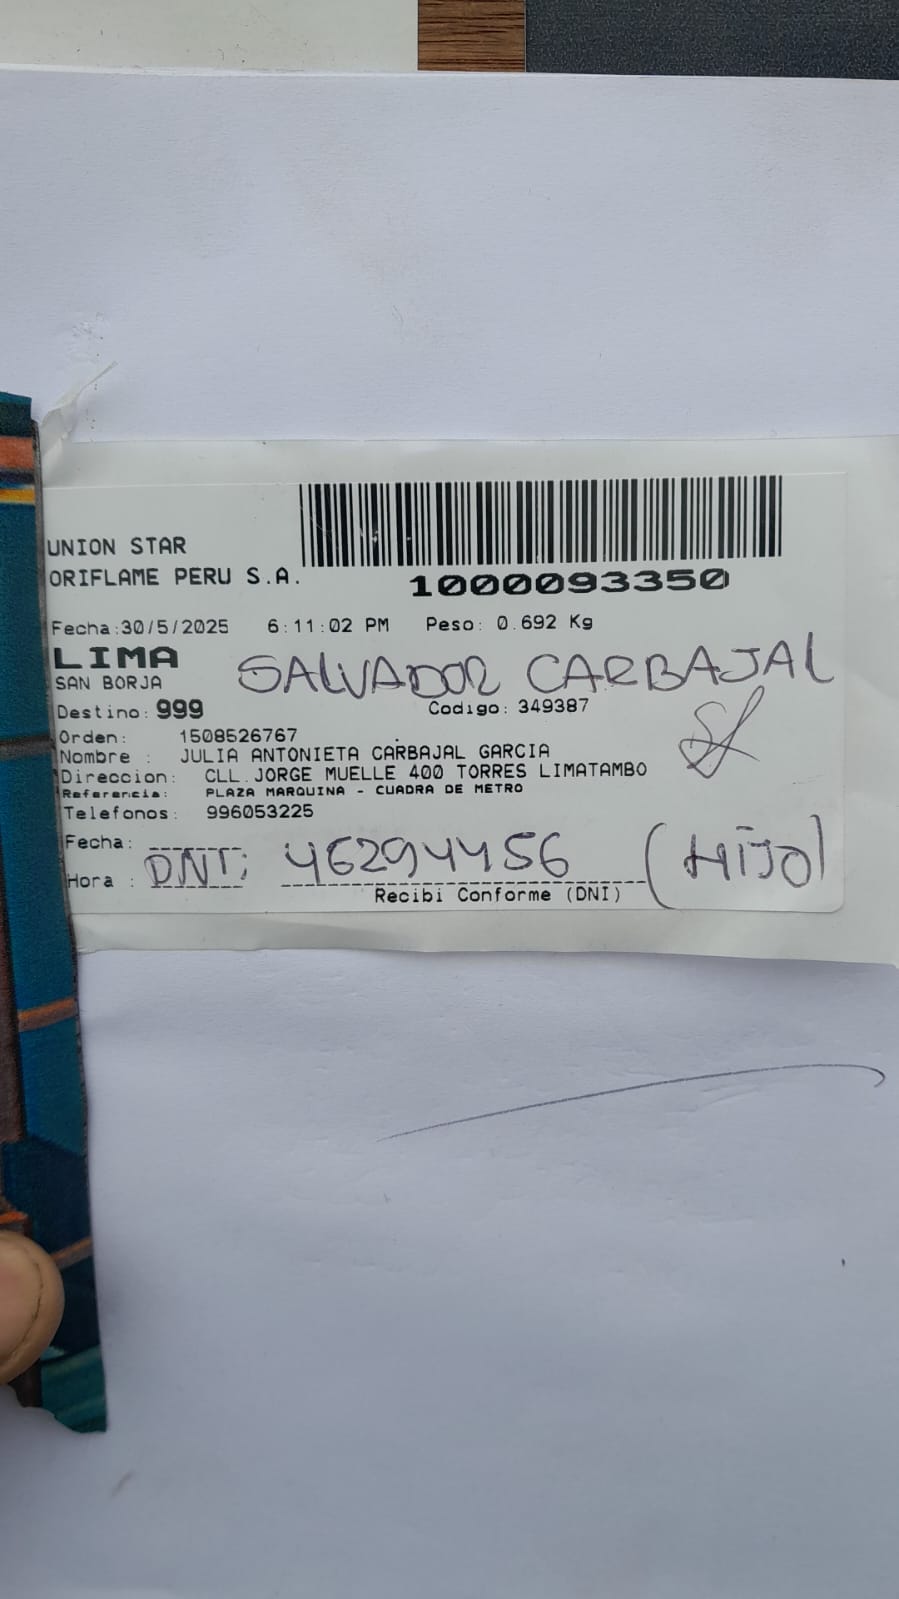 UNION STAR
ORIFLAME PERU S.A.
1000093350
Fecha:30/5/2025 6:11:02 PM Peso: 0.692 Kg
LIMA
SALVADOR CARBAJAL
SAN BORJA
Destino: 999 Codigo: 349387
Orden: 1508526767
Nombre : JULIA ANTONIETA CARBAJAL GARCIA
Direccion: CLL.JORGE MUELLE 400 TORRES LIMATAMBO
Referencia: PLAZA MARQUINA - CUADRA DE METRO
Telefonos: 996053225
Fecha:
DNI; 46294456 (HIJO)
Hora :
Recibi Conforme (DNI)